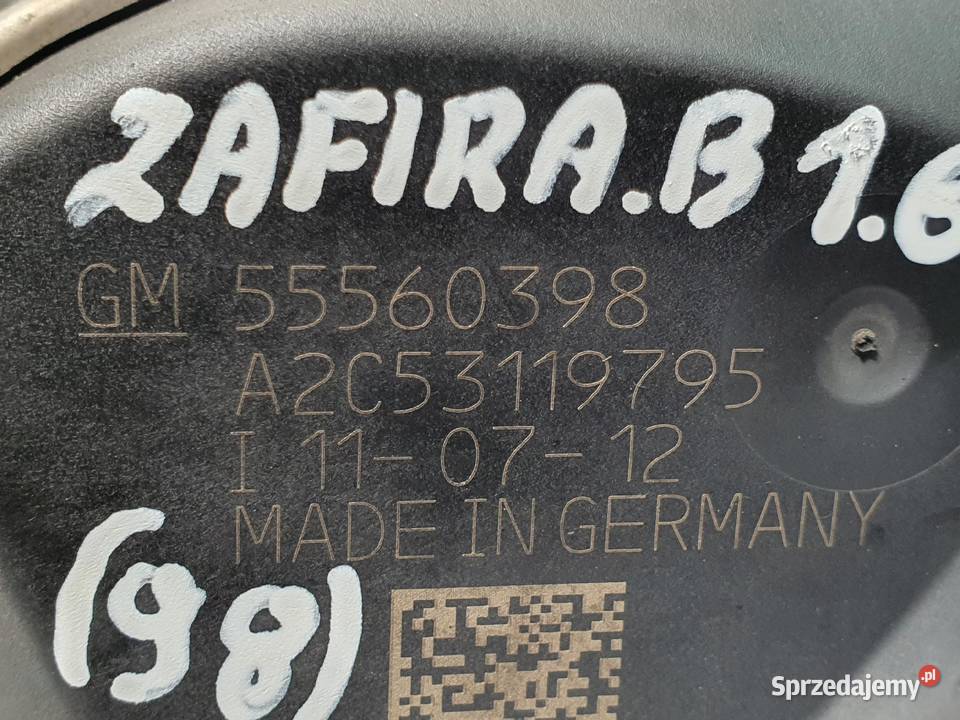 ZAFIRA.B 1.6
GM 55560398
A2C53119795
I 11-07-12
MADE IN GERMANY
(98)
Sprzedajemy.pl